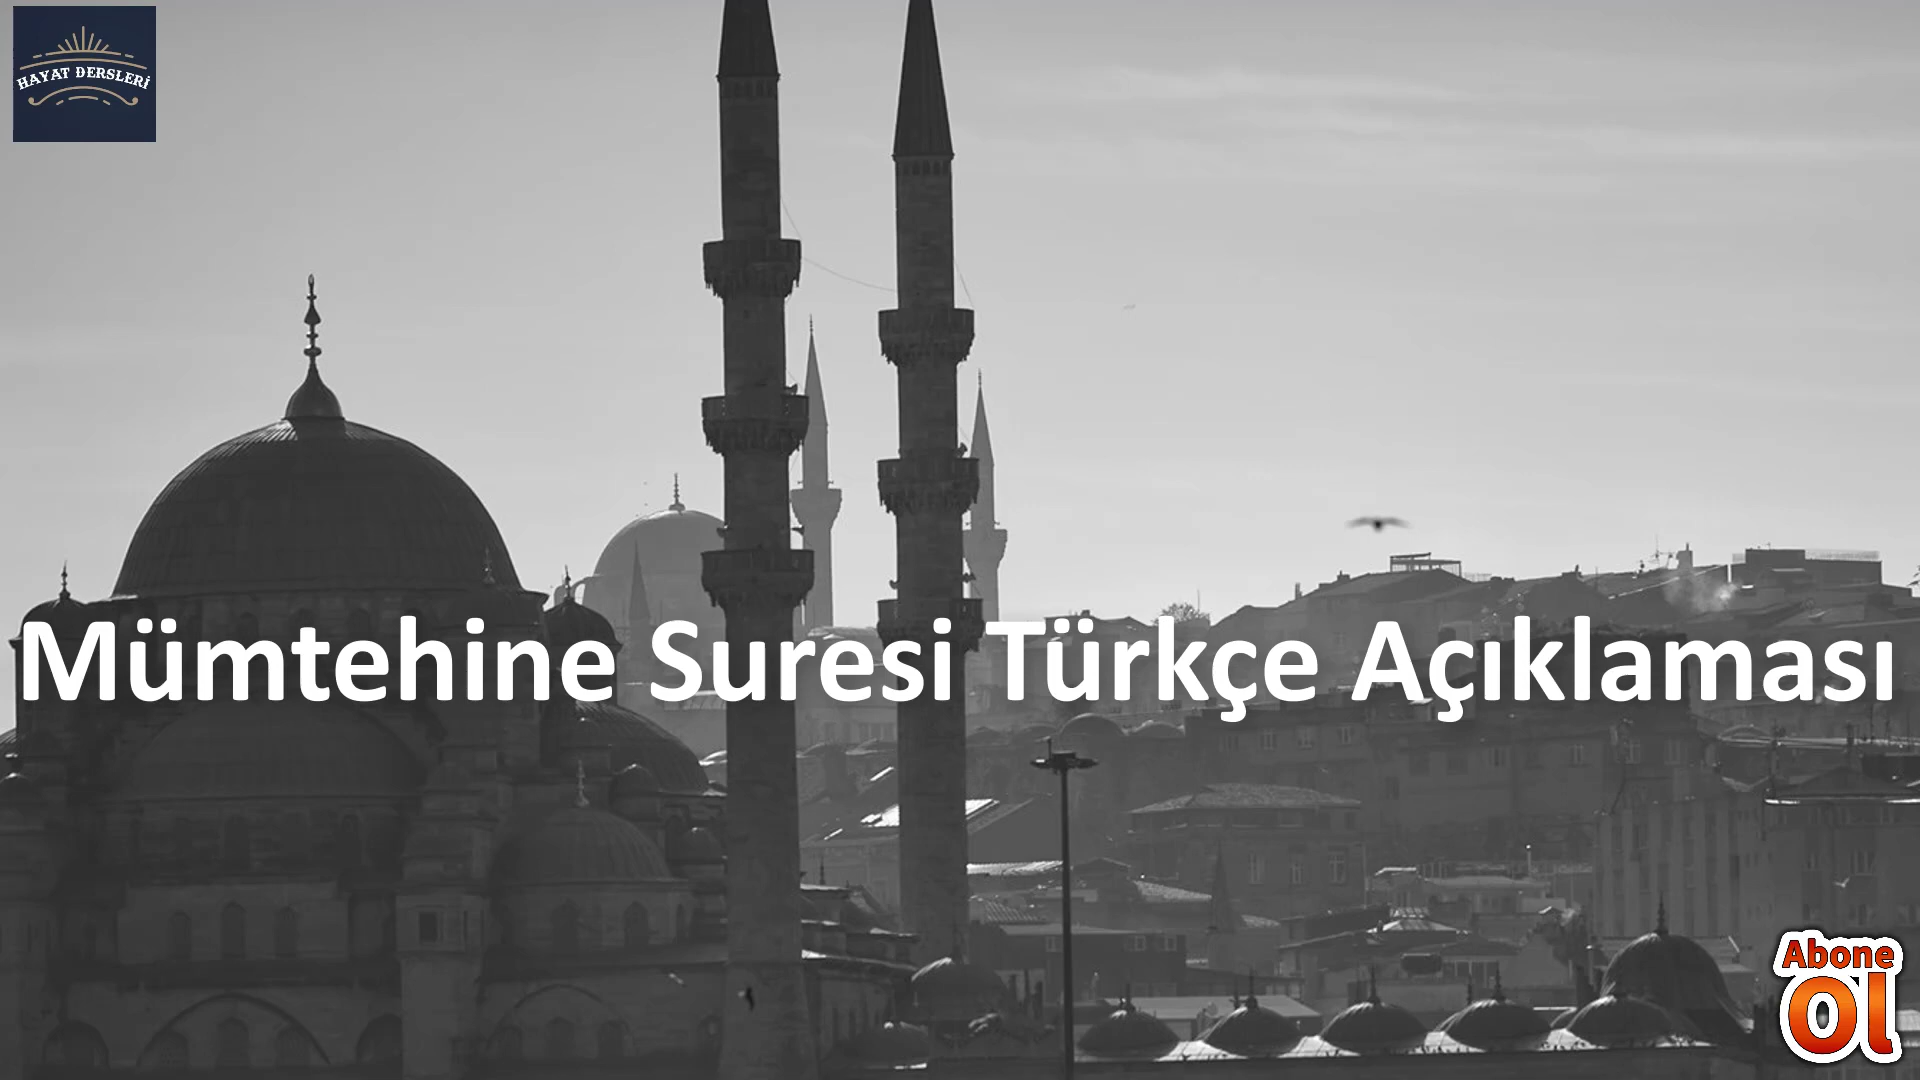 HAYAT DERSLERİ
Mümtehine Suresi Türkçe Açıklaması
Abone
Ol